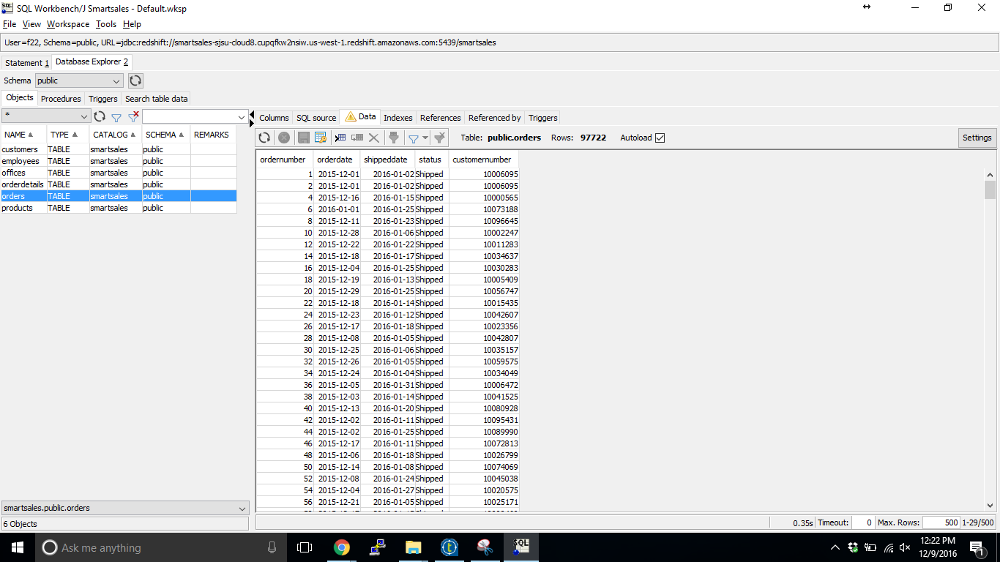 SQL Workbench/J Smartsales - Default.wksp
File View Workspace Tools Help
User=f22, Schema=public, URL=jdbc:redshift://smartsales-sjsu-cloud8.cupqfkw2nsiw.us-west-1.redshift.amazonaws.com:5439/smartsales
Statement 1 Database Explorer 2
Schema public
Objects Procedures Triggers Search table data
*
NAME TYPE CATALOG SCHEMA REMARKS
customers TABLE smartsales public
employees TABLE smartsales public
offices TABLE smartsales public
orderdetails TABLE smartsales public
orders TABLE smartsales public
products TABLE smartsales public
smartsales.public.orders
6 Objects
Columns SQL source Data Indexes References Referenced by Triggers
Table: public.orders Rows: 97722 Autoload Settings
ordernumber orderdate shippeddate status customernumber
1 2015-12-01 2016-01-02 Shipped 10006095
2 2015-12-01 2016-01-02 Shipped 10006095
4 2015-12-16 2016-01-15 Shipped 10000565
6 2016-01-01 2016-01-25 Shipped 10073188
8 2015-12-11 2016-01-23 Shipped 10096645
10 2015-12-28 2016-01-06 Shipped 10002247
12 2015-12-22 2016-01-22 Shipped 10011283
14 2015-12-18 2016-01-17 Shipped 10034637
16 2015-12-04 2016-01-25 Shipped 10030283
18 2015-12-19 2016-01-13 Shipped 10005409
20 2015-12-29 2016-01-25 Shipped 10056747
22 2015-12-18 2016-01-14 Shipped 10015435
24 2015-12-23 2016-01-12 Shipped 10042607
26 2015-12-17 2016-01-18 Shipped 10023356
28 2015-12-08 2016-01-05 Shipped 10042807
30 2015-12-25 2016-01-06 Shipped 10035157
32 2015-12-26 2016-01-05 Shipped 10059575
34 2015-12-24 2016-01-04 Shipped 10034049
36 2015-12-05 2016-01-31 Shipped 10006472
38 2015-12-03 2016-01-14 Shipped 10041525
40 2015-12-13 2016-01-20 Shipped 10080928
42 2015-12-02 2016-01-11 Shipped 10095431
44 2015-12-02 2016-01-25 Shipped 10089990
46 2015-12-17 2016-01-11 Shipped 10072813
48 2015-12-06 2016-01-18 Shipped 10026799
50 2015-12-14 2016-01-08 Shipped 10074069
52 2015-12-08 2016-01-24 Shipped 10045038
54 2015-12-04 2016-01-27 Shipped 10020575
56 2015-12-21 2016-01-05 Shipped 10025171
0.35s Timeout: 0 Max. Rows: 500 1-29/500
Ask me anything
12:22 PM
12/9/2016
1